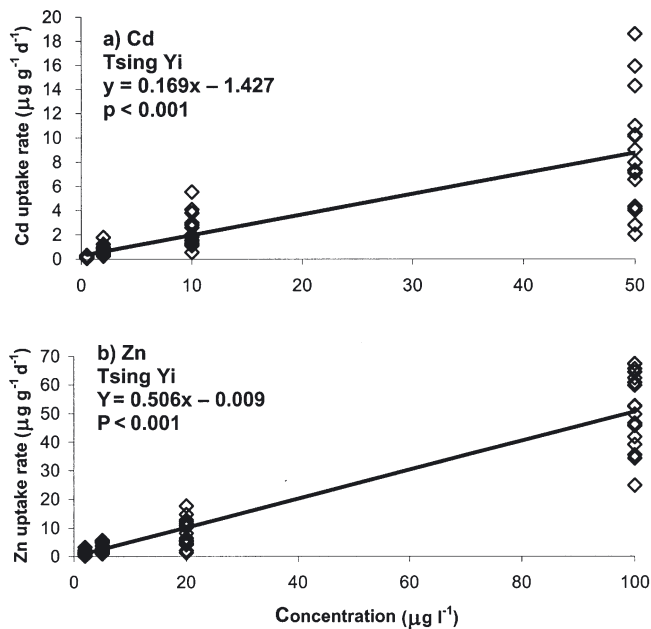 a) Cd
Tsing Yi
y = 0.169x – 1.427
p < 0.001
Cd uptake rate (μg g⁻¹ d⁻¹)
20
18
16
14
12
10
8
6
4
2
0
0 10 20 30 40 50
b) Zn
Tsing Yi
Y = 0.506x – 0.009
P < 0.001
Zn uptake rate (μg g⁻¹ d⁻¹)
70
60
50
40
30
20
10
0
0 20 40 60 80 100
Concentration (μg l⁻¹)